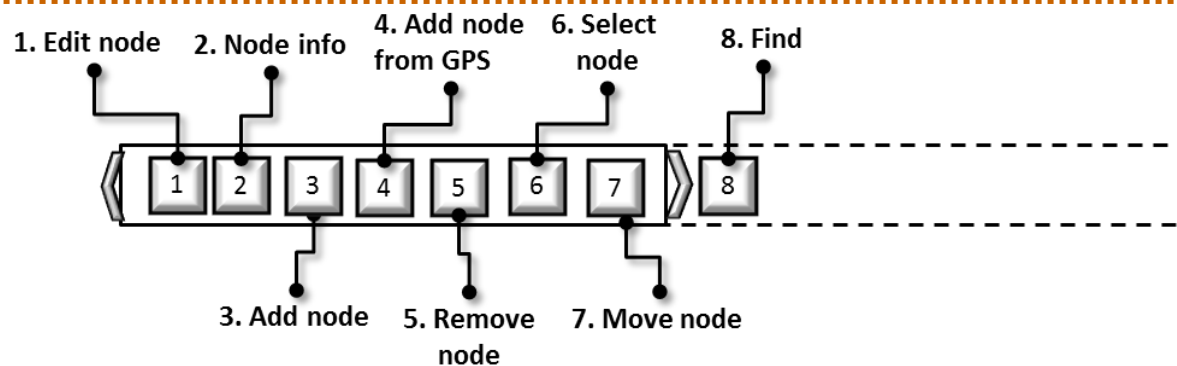 1. Edit node
2. Node info
4. Add node
from GPS
6. Select
node
8. Find
1
2
3
4
5
6
7
8
3. Add node
5. Remove
node
7. Move node